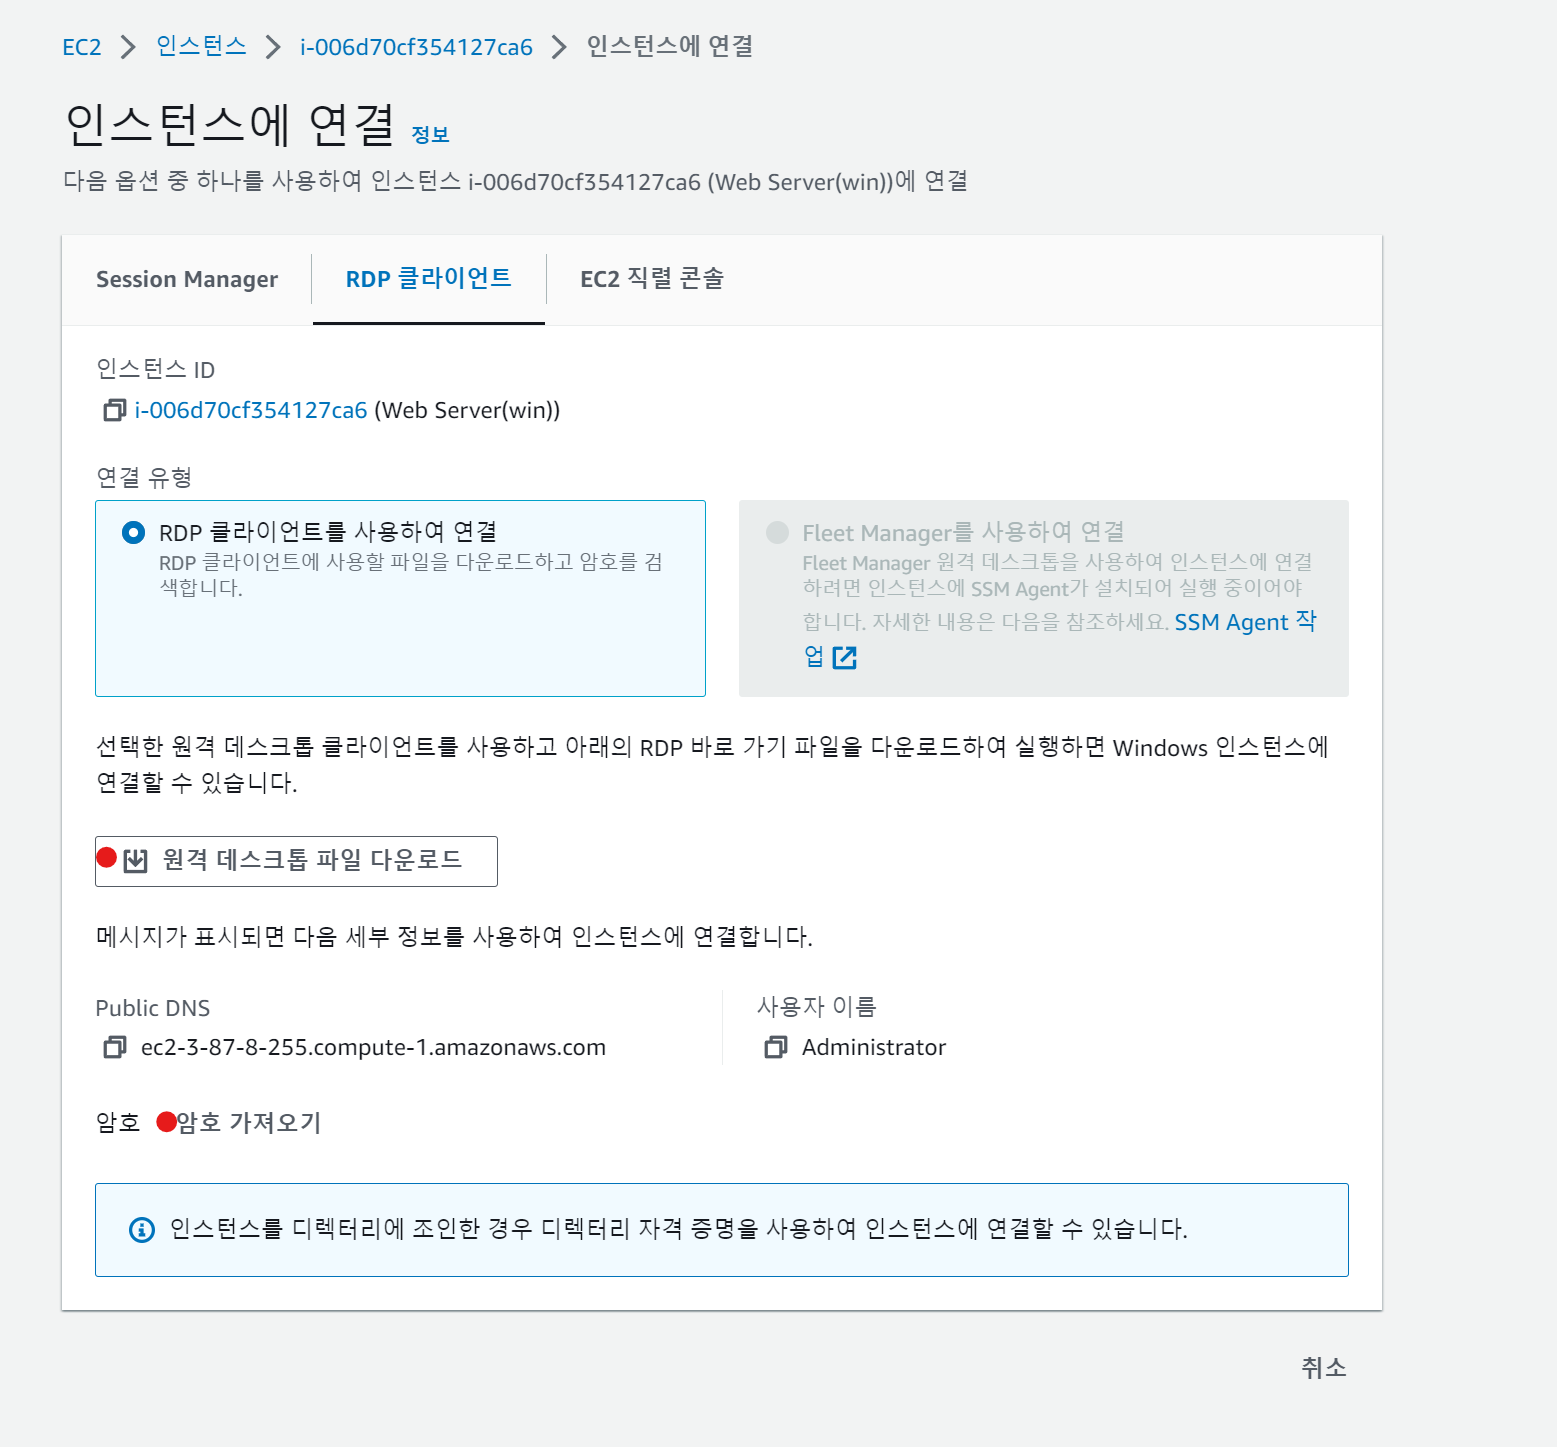 EC2 > 인스턴스 > i-006d70cf354127ca6 > 인스턴스에 연결
인스턴스에 연결 정보
다음 옵션 중 하나를 사용하여 인스턴스 i-006d70cf354127ca6 (Web Server(win))에 연결
Session Manager
RDP 클라이언트
EC2 직렬 콘솔
인스턴스 ID
i-006d70cf354127ca6 (Web Server(win))
연결 유형
RDP 클라이언트를 사용하여 연결
RDP 클라이언트에 사용할 파일을 다운로드하고 암호를 검
색합니다.
Fleet Manager를 사용하여 연결
Fleet Manager 원격 데스크톱을 사용하여 인스턴스에 연결
하려면 인스턴스에 SSM Agent가 설치되어 실행 중이어야
합니다. 자세한 내용은 다음을 참조하세요. SSM Agent 작
업
선택한 원격 데스크톱 클라이언트를 사용하고 아래의 RDP 바로 가기 파일을 다운로드하여 실행하면 Windows 인스턴스에
연결할 수 있습니다.
원격 데스크톱 파일 다운로드
메시지가 표시되면 다음 세부 정보를 사용하여 인스턴스에 연결합니다.
Public DNS
ec2-3-87-8-255.compute-1.amazonaws.com
사용자 이름
Administrator
암호 암호 가져오기
인스턴스를 디렉터리에 조인한 경우 디렉터리 자격 증명을 사용하여 인스턴스에 연결할 수 있습니다.
취소